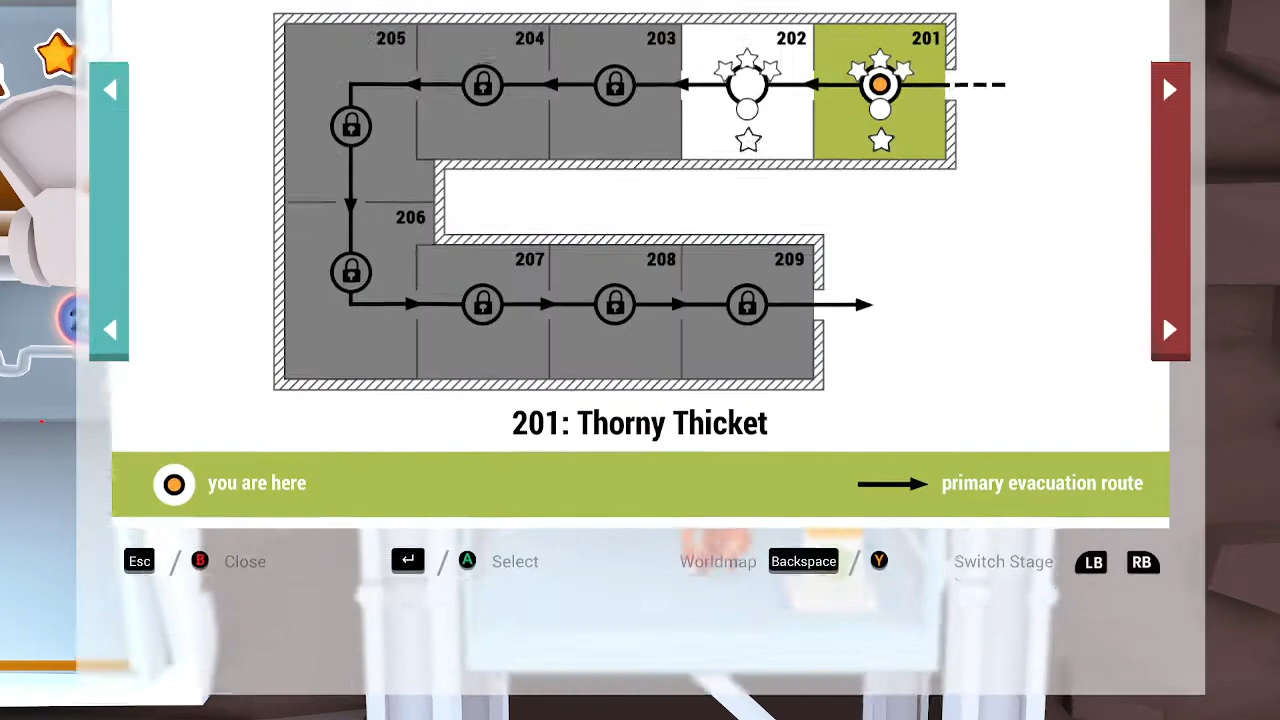 205 204 203 202 201
206
207 208 209
201: Thorny Thicket
you are here primary evacuation route
Esc / B Close ↵ / A Select Worldmap Backspace / Y Switch Stage LB RB